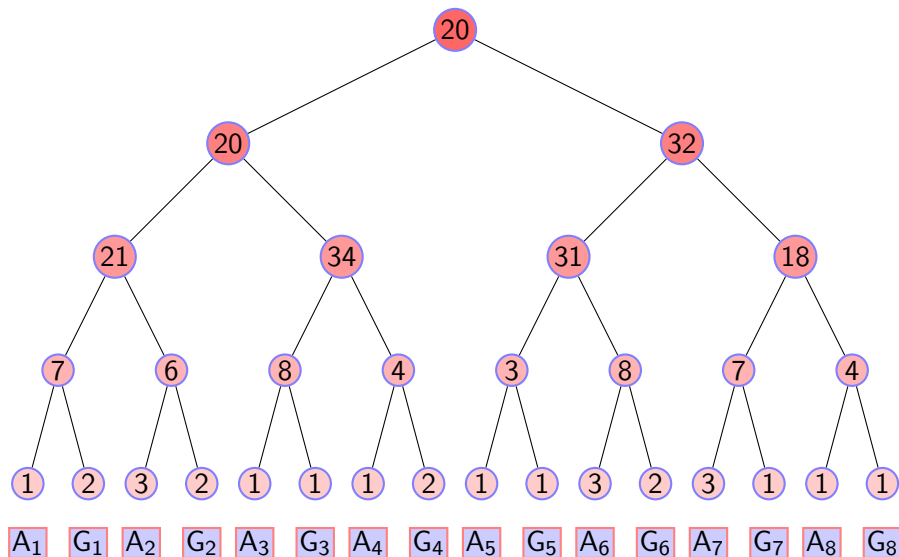 20
20 32
21 34 31 18
7 6 8 4 3 8 7 4
1 2 3 2 1 1 1 2 1 1 3 2 3 1 1 1
A₁ G₁ A₂ G₂ A₃ G₃ A₄ G₄ A₅ G₅ A₆ G₆ A₇ G₇ A₈ G₈